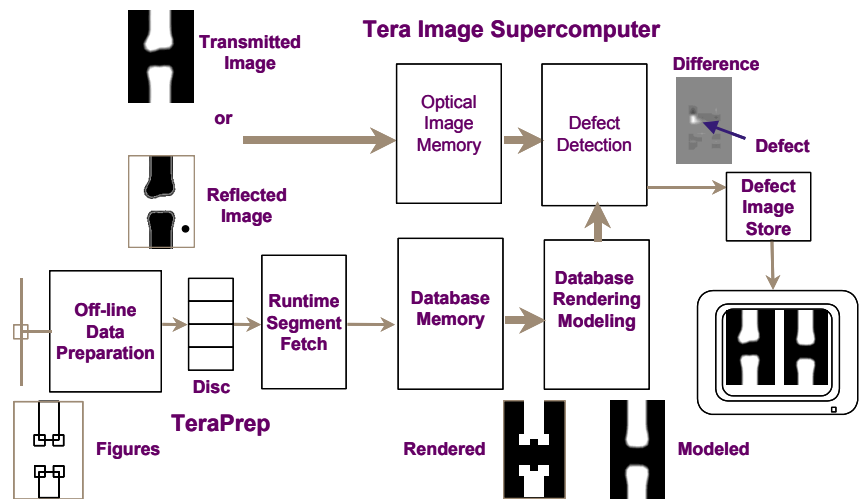 Tera Image Supercomputer
Transmitted
Image
or
Reflected
Image
Optical
Image
Memory
Defect
Detection
Difference
Defect
Defect
Image
Store
Off-line
Data
Preparation
Disc
Runtime
Segment
Fetch
Database
Memory
Database
Rendering
Modeling
TeraPrep
Figures
Rendered
Modeled